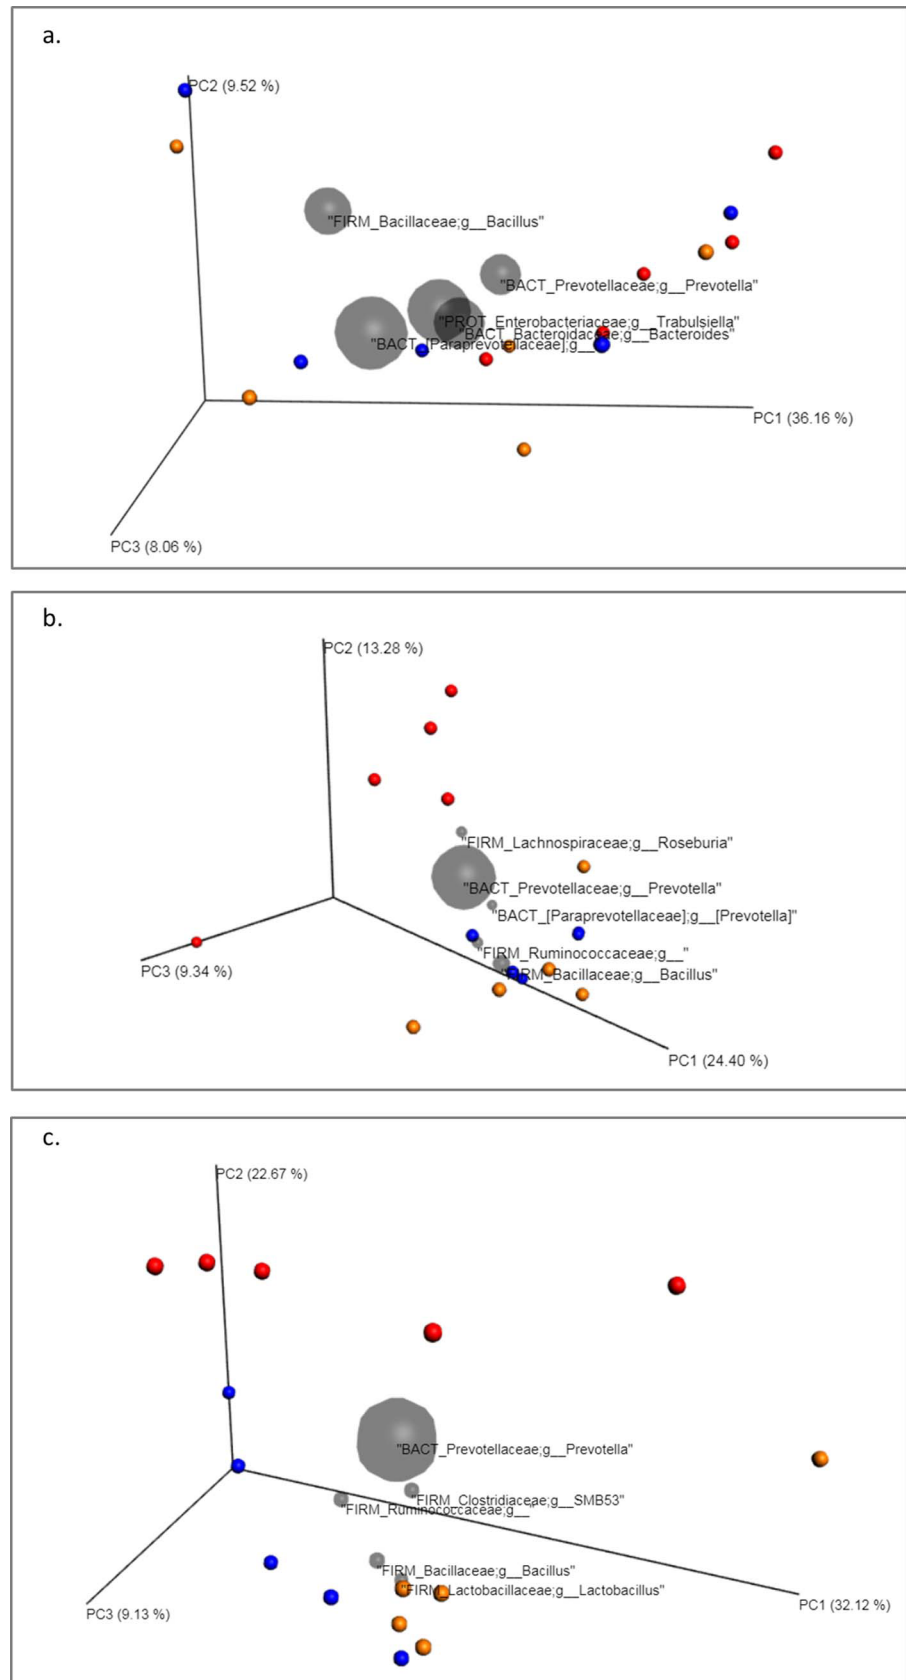 a.
PC2 (9.52 %)
"FIRM_Bacillaceae;g__Bacillus"
"BACT_Prevotellaceae;g__Prevotella"
"PROT_Enterobacteriaceae;g__Trabulsiella"
"BACT_Bacteroidaceae;g__Bacteroides"
"BACT_[Paraprevotellaceae];g__
PC1 (36.16 %)
PC3 (8.06 %)
b.
PC2 (13.28 %)
"FIRM_Lachnospiraceae;g__Roseburia"
"BACT_Prevotellaceae;g__Prevotella"
"BACT_[Paraprevotellaceae];g__[Prevotella]"
"FIRM_Ruminococcaceae;g__"
"FIRM_Bacillaceae;g__Bacillus"
PC3 (9.34 %)
PC1 (24.40 %)
c.
PC2 (22.67 %)
"BACT_Prevotellaceae;g__Prevotella"
"FIRM_Clostridiaceae;g__SMB53"
"FIRM_Ruminococcaceae;g__"
"FIRM_Bacillaceae;g__Bacillus"
"FIRM_Lactobacillaceae;g__Lactobacillus"
PC3 (9.13 %)
PC1 (32.12 %)